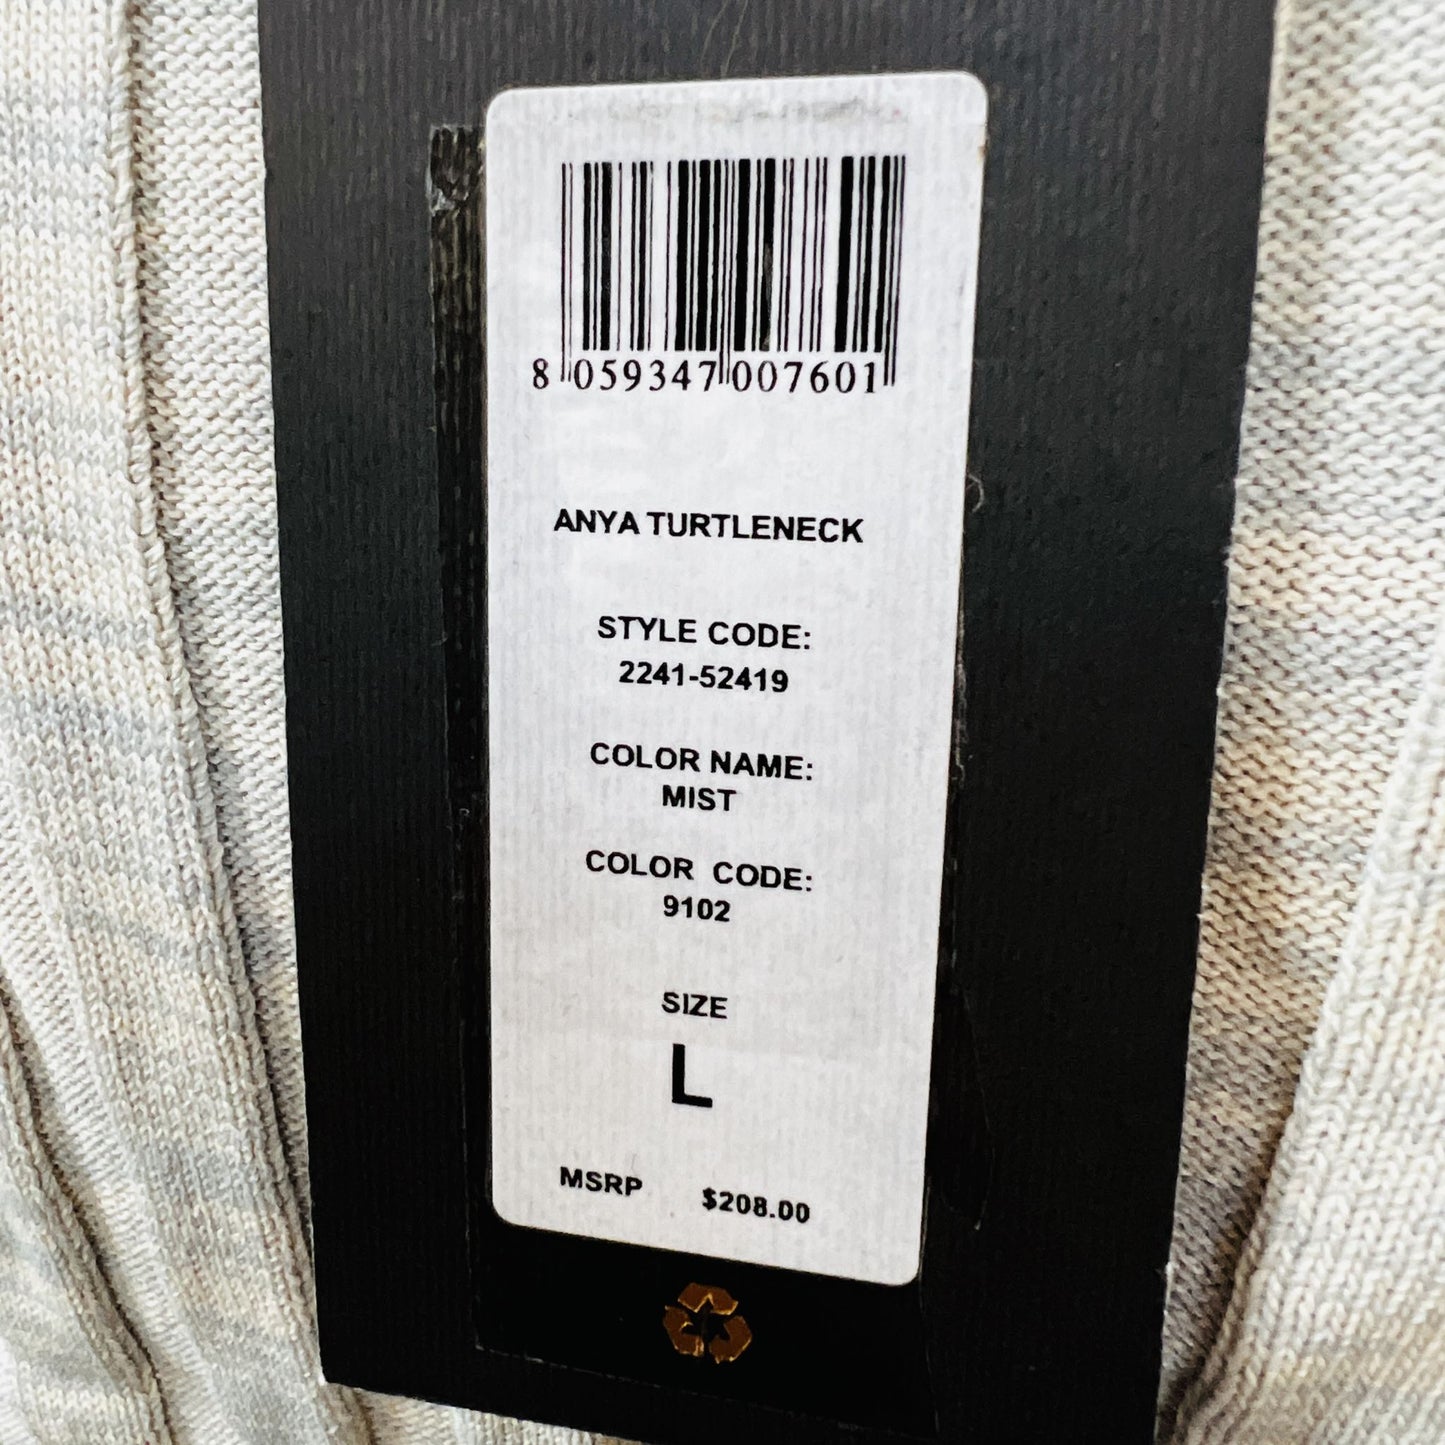 8 059347 007601
ANYA TURTLENECK
STYLE CODE:
2241-52419
COLOR NAME:
MIST
COLOR CODE:
9102
SIZE
L
MSRP $208.00